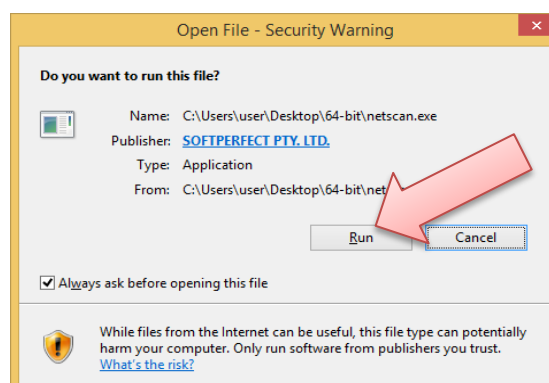 Open File - Security Warning
Do you want to run this file?
Name: C:\Users\user\Desktop\64-bit\netscan.exe
Publisher: SOFTPERFECT PTY. LTD.
Type: Application
From: C:\Users\user\Desktop\64-bit\net
Run Cancel
Always ask before opening this file
While files from the Internet can be useful, this file type can potentially
harm your computer. Only run software from publishers you trust.
What's the risk?